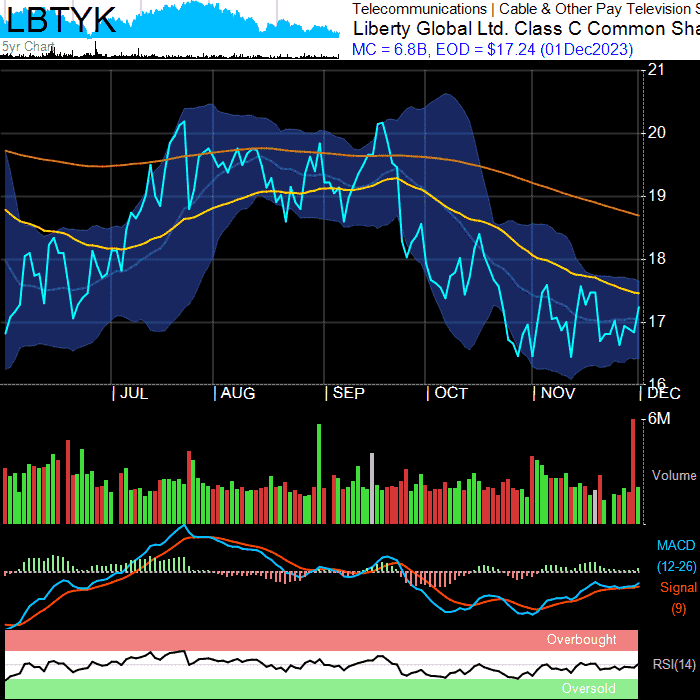 LBTYK
Telecommunications | Cable & Other Pay Television S
Liberty Global Ltd. Class C Common Sha
MC = 6.8B, EOD = $17.24 (01Dec2023)
5yr Chart
21
20
19
18
17
16
JUL
AUG
SEP
OCT
NOV
DEC
6M
Volume
MACD
(12-26)
Signal
(9)
Overbought
RSI(14)
Oversold